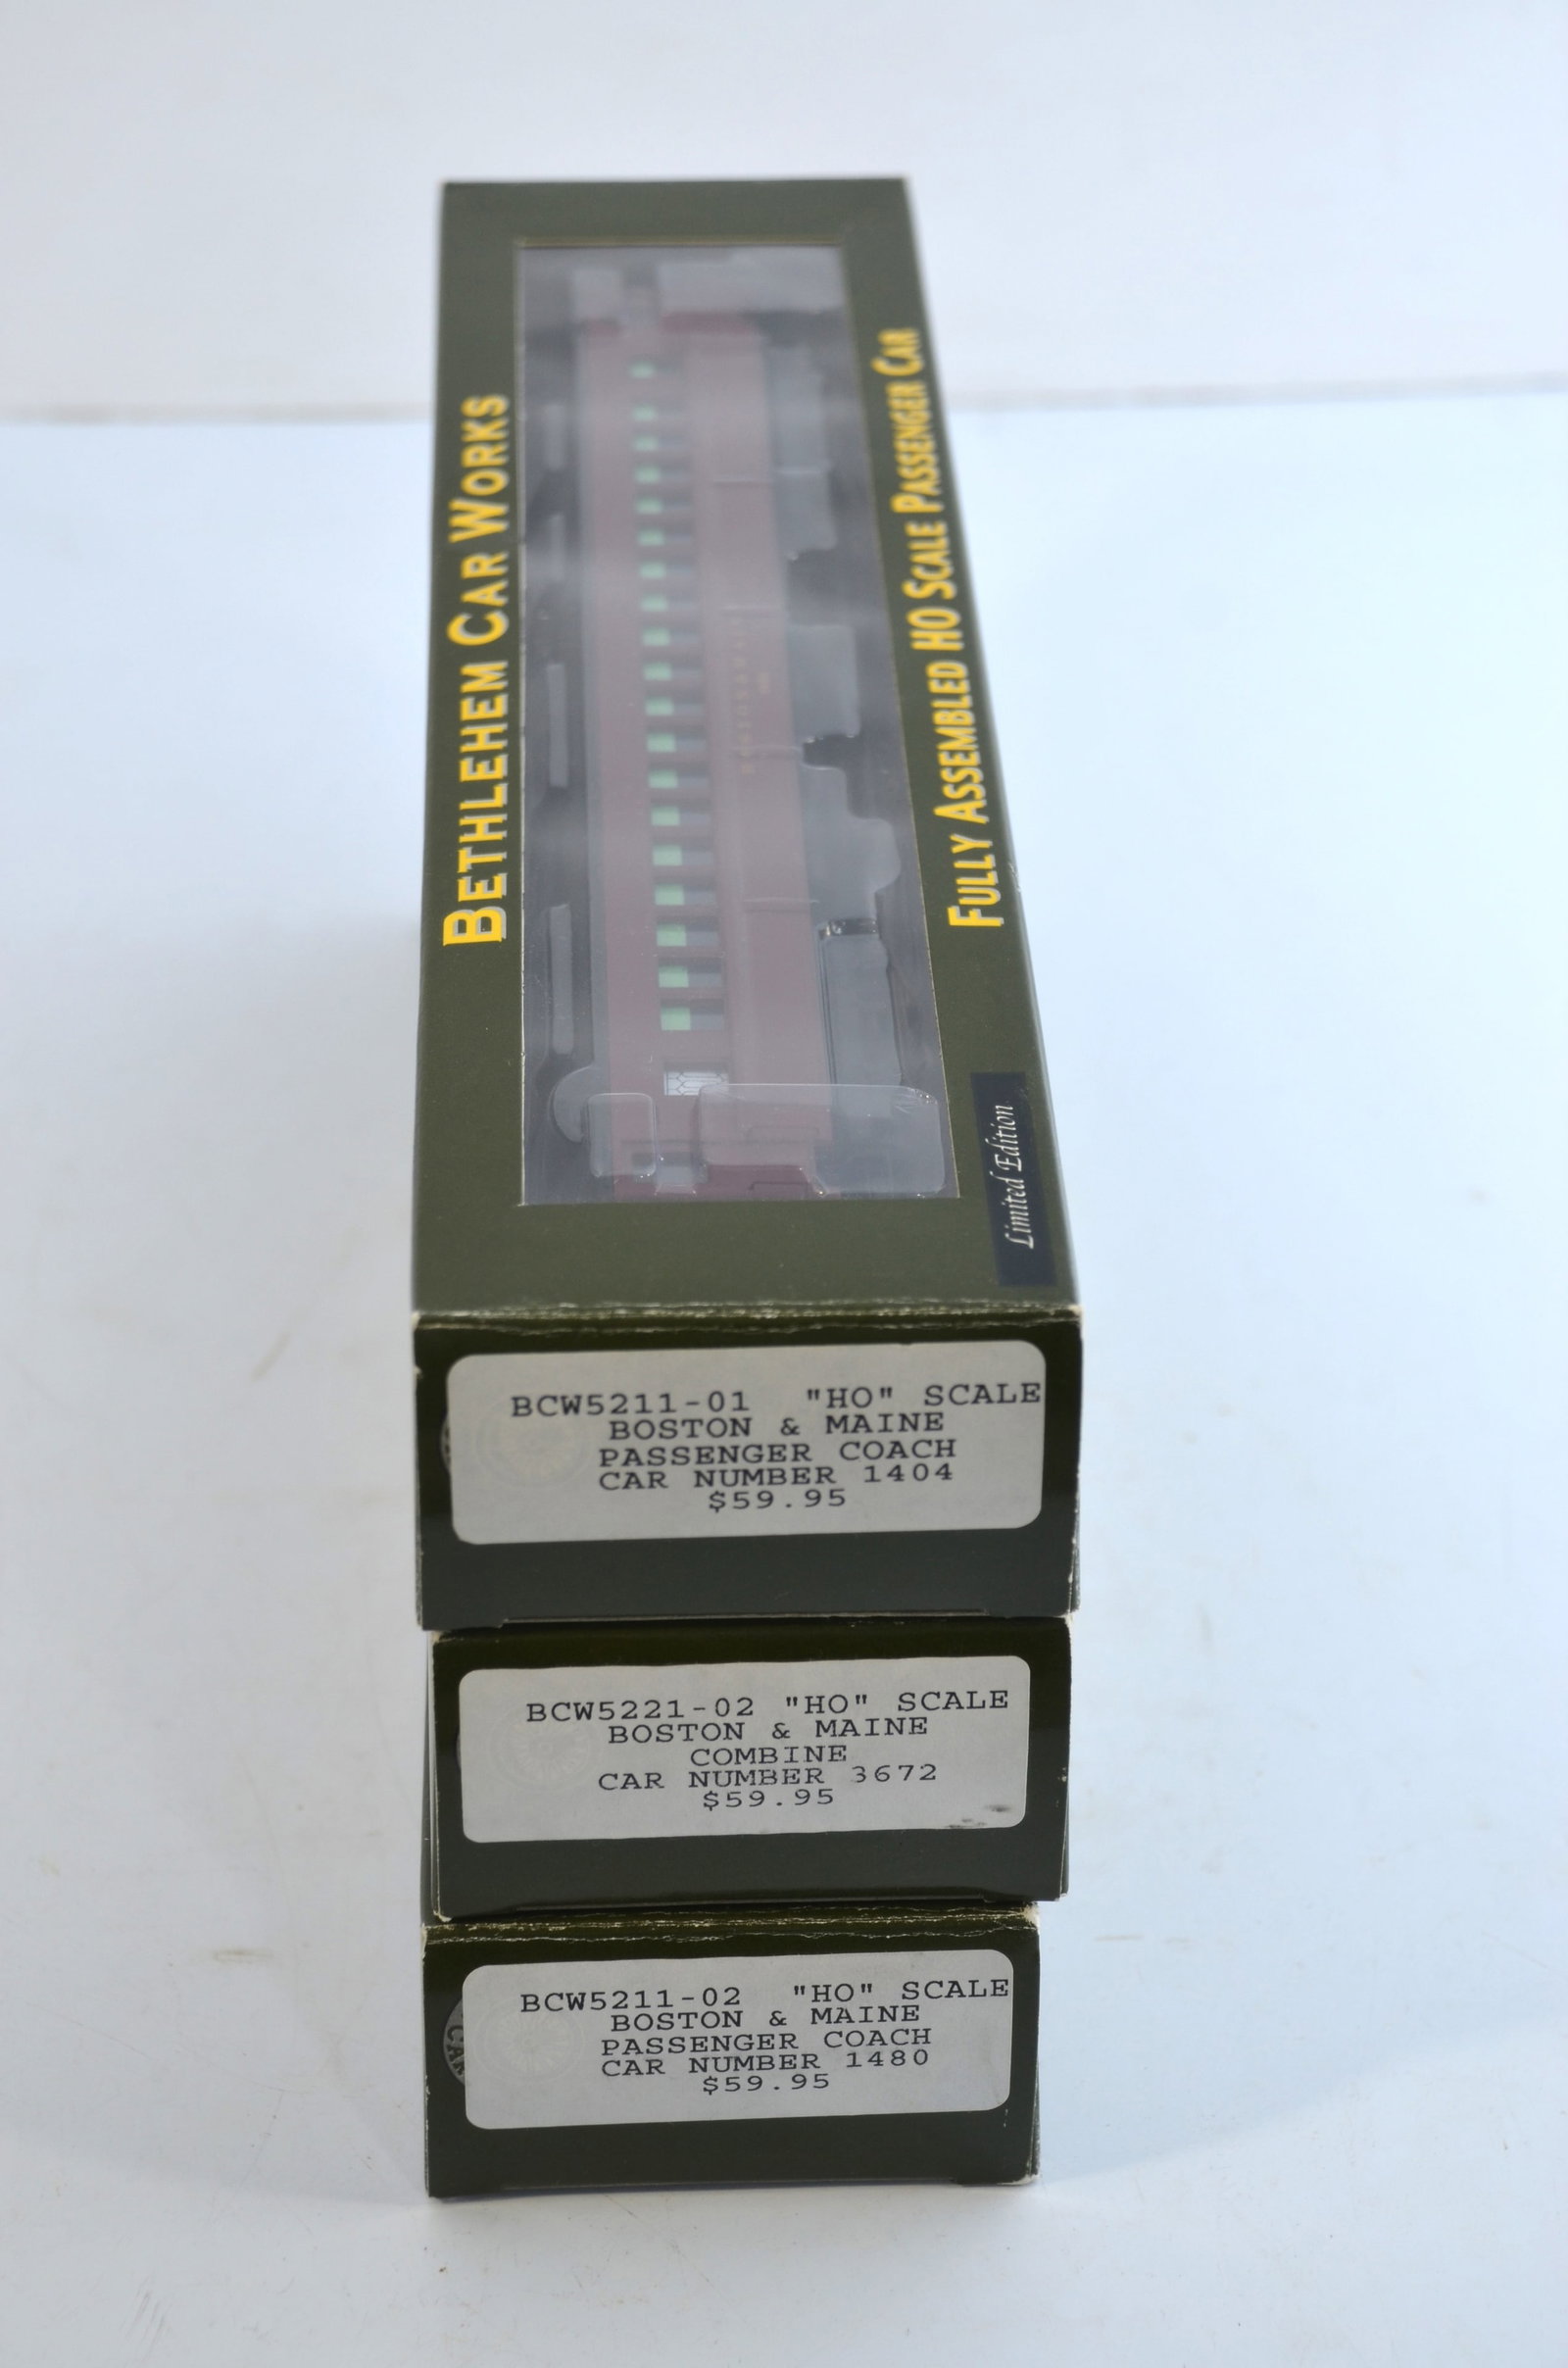 BETHLEHEM CAR WORKS
FULLY ASSEMBLED HO SCALE PASSENGER CAR
Limited Edition
BCW5211-01 "HO" SCALE
BOSTON & MAINE
PASSENGER COACH
CAR NUMBER 1404
$59.95
BCW5221-02 "HO" SCALE
BOSTON & MAINE
COMBINE
CAR NUMBER 3672
$59.95
BCW5211-02 "HO" SCALE
BOSTON & MAINE
PASSENGER COACH
CAR NUMBER 1480
$59.95